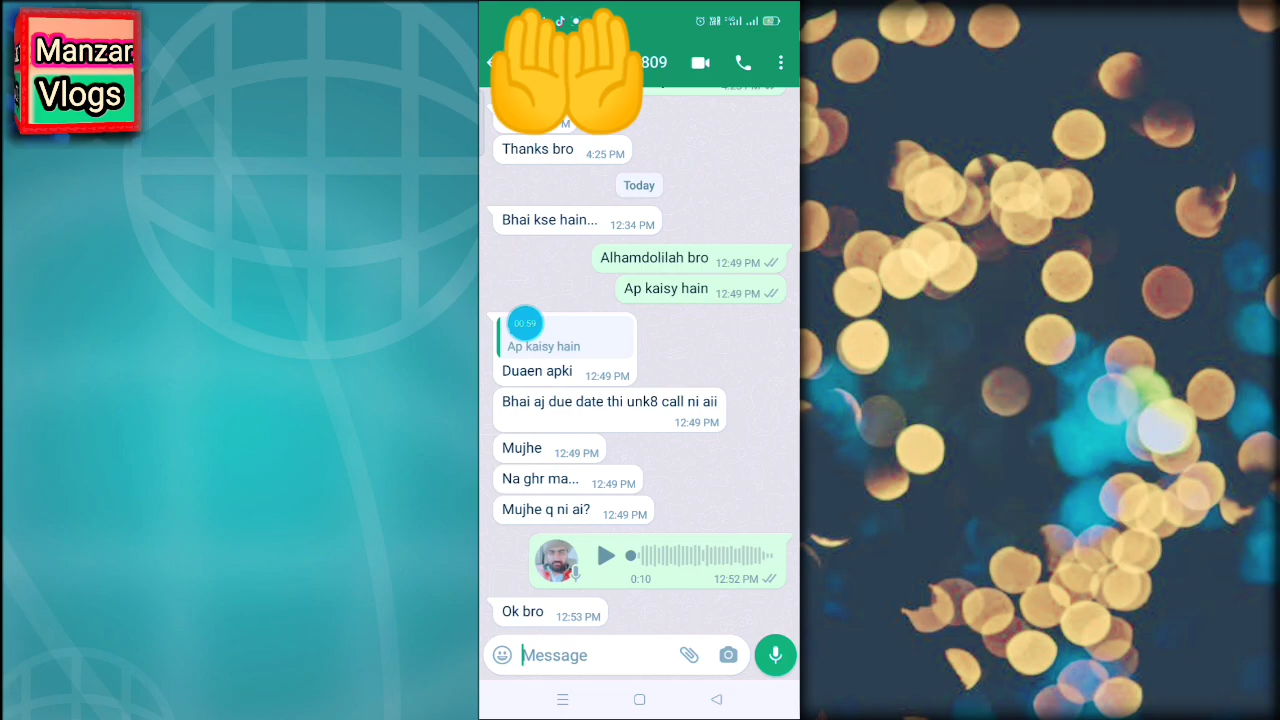 Manzar
Vlogs
809
M
Thanks bro 4:25 PM
Today
Bhai kse hain... 12:34 PM
Alhamdolilah bro 12:49 PM
Ap kaisy hain 12:49 PM
00:59
Ap kaisy hain
Duaen apki 12:49 PM
Bhai aj due date thi unk8 call ni aii
12:49 PM
Mujhe 12:49 PM
Na ghr ma... 12:49 PM
Mujhe q ni ai? 12:49 PM
0:10 12:52 PM
Ok bro 12:53 PM
Message